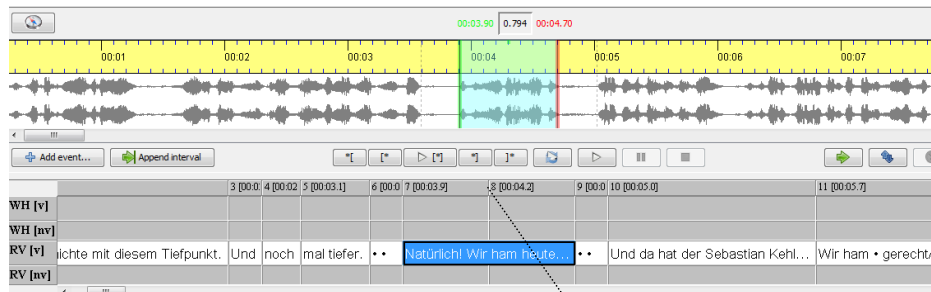 00:03.90 0.794 00:04.70
00:01 00:02 00:03 00:04 00:05 00:06 00:07
Add event... Append interval *[ [* [*] *] ]*
3 [00:0 4 [00:02 5 [00:03.1] 6 [00:0 7 [00:03.9] 8 [00:04.2] 9 [00:0 10 [00:05.0] 11 [00:05.7]
WH [v]
WH [nv]
RV [v] ichte mit diesem Tiefpunkt. Und noch mal tiefer. •• Natürlich! Wir ham heute... •• Und da hat der Sebastian Kehl... Wir ham • gerecht/
RV [nv]